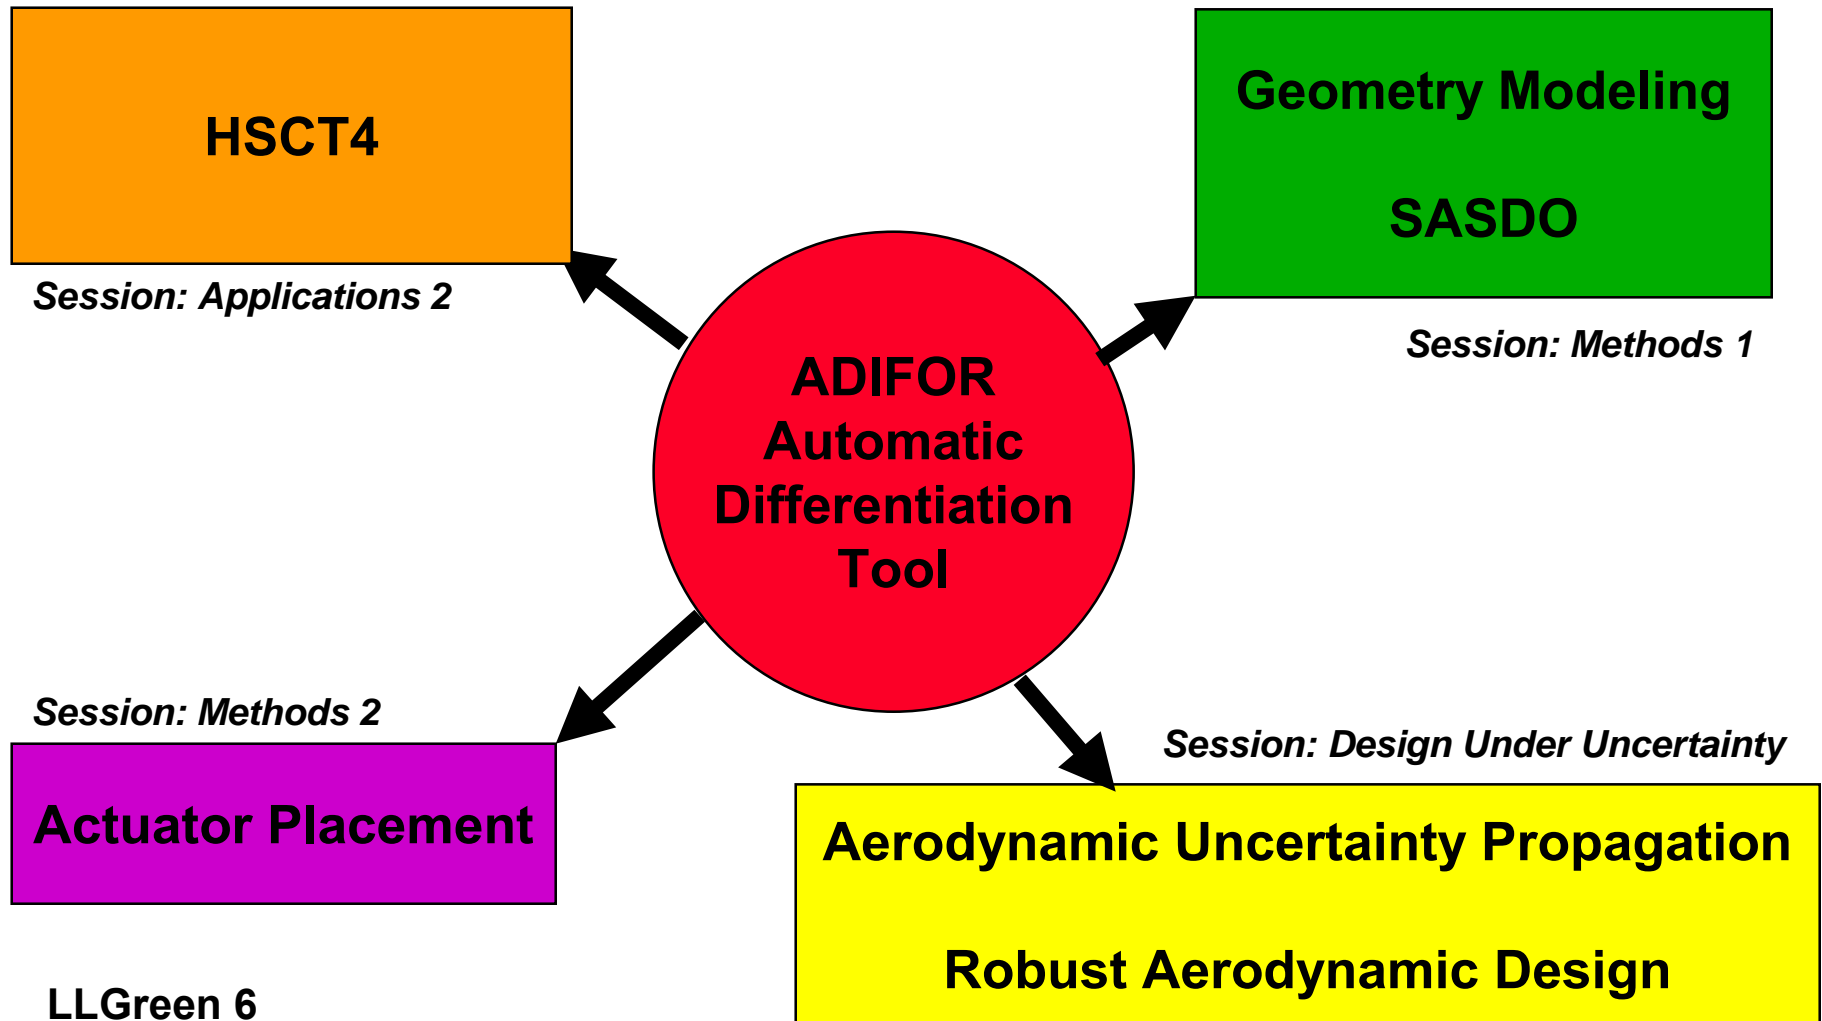 HSCT4
Session: Applications 2
Geometry Modeling
SASDO
Session: Methods 1
ADIFOR
Automatic
Differentiation
Tool
Session: Methods 2
Actuator Placement
Session: Design Under Uncertainty
Aerodynamic Uncertainty Propagation
Robust Aerodynamic Design
LLGreen 6